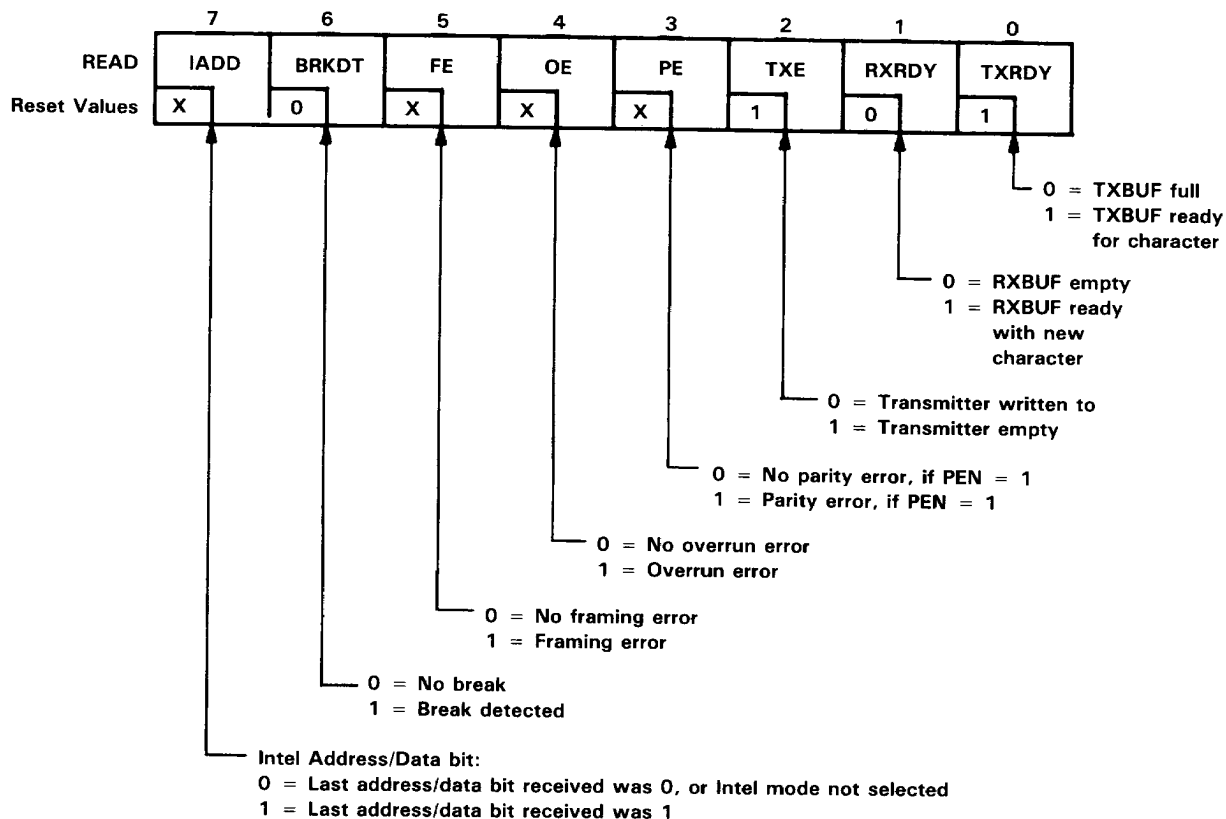 7 6 5 4 3 2 1 0
READ IADD BRKDT FE OE PE TXE RXRDY TXRDY
Reset Values X 0 X X X 1 0 1
0 = TXBUF full
1 = TXBUF ready
for character
0 = RXBUF empty
1 = RXBUF ready
with new
character
0 = Transmitter written to
1 = Transmitter empty
0 = No parity error, if PEN = 1
1 = Parity error, if PEN = 1
0 = No overrun error
1 = Overrun error
0 = No framing error
1 = Framing error
0 = No break
1 = Break detected
Intel Address/Data bit:
0 = Last address/data bit received was 0, or Intel mode not selected
1 = Last address/data bit received was 1